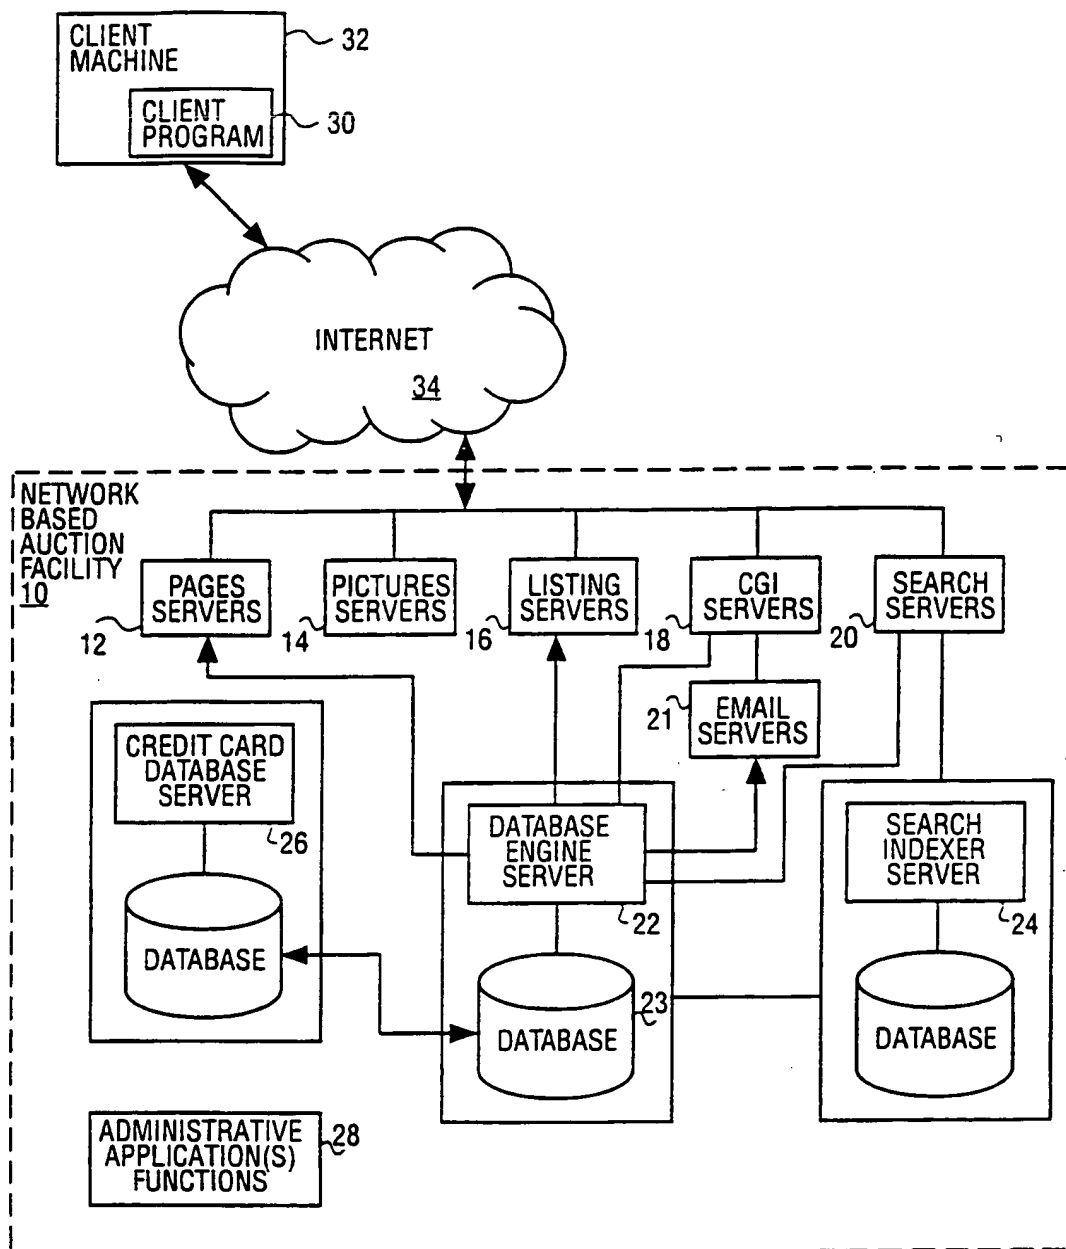 CLIENT
MACHINE
32
CLIENT
PROGRAM
30
INTERNET
34
NETWORK
BASED
AUCTION
FACILITY
10
PAGES
SERVERS
12
PICTURES
SERVERS
14
LISTING
SERVERS
16
CGI
SERVERS
18
SEARCH
SERVERS
20
21
EMAIL
SERVERS
CREDIT CARD
DATABASE
SERVER
26
DATABASE
ENGINE
SERVER
22
SEARCH
INDEXER
SERVER
24
DATABASE
DATABASE
23
DATABASE
ADMINISTRATIVE
APPLICATION(S)
FUNCTIONS
28